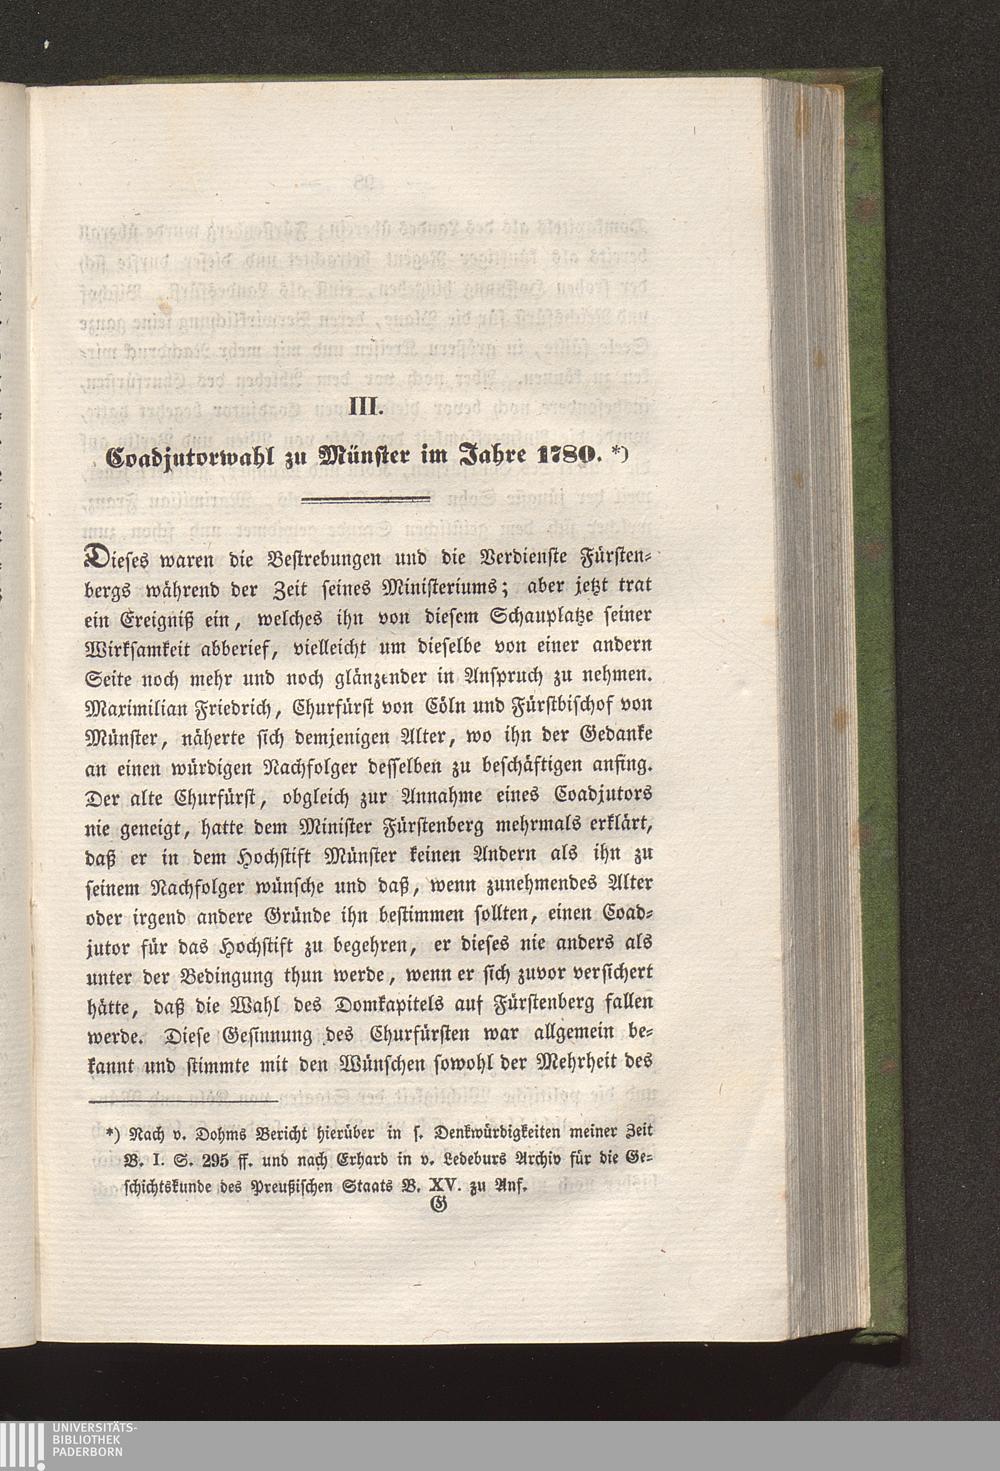 III.
Coadjutorwahl zu Münster im Jahre 1780. *)
Dieses waren die Bestrebungen und die Verdienste Fürsten-
bergs während der Zeit seines Ministeriums; aber jetzt trat
ein Ereigniß ein, welches ihn von diesem Schauplatze seiner
Wirksamkeit abberief, vielleicht um dieselbe von einer andern
Seite noch mehr und noch glänzender in Anspruch zu nehmen.
Maximilian Friedrich, Churfürst von Cöln und Fürstbischof von
Münster, näherte sich demjenigen Alter, wo ihn der Gedanke
an einen würdigen Nachfolger desselben zu beschäftigen anfing.
Der alte Churfürst, obgleich zur Annahme eines Coadjutors
nie geneigt, hatte dem Minister Fürstenberg mehrmals erklärt,
daß er in dem Hochstift Münster keinen Andern als ihn zu
seinem Nachfolger wünsche und daß, wenn zunehmendes Alter
oder irgend andere Gründe ihn bestimmen sollten, einen Coad-
jutor für das Hochstift zu begehren, er dieses nie anders als
unter der Bedingung thun werde, wenn er sich zuvor versichert
hätte, daß die Wahl des Domkapitels auf Fürstenberg fallen
werde. Diese Gesinnung des Churfürsten war allgemein be-
kannt und stimmte mit den Wünschen sowohl der Mehrheit des
*) Nach v. Dohms Bericht hierüber in s. Denkwürdigkeiten meiner Zeit
B. I. S. 295 ff. und nach Erhard in v. Ledeburs Archiv für die Ge-
schichtskunde des Preußischen Staats B. XV. zu Anf.
G
UNIVERSITÄTS-
BIBLIOTHEK
PADERBORN